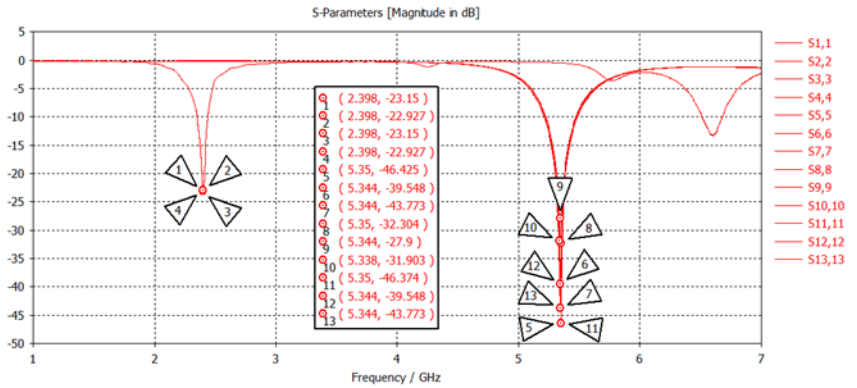 S-Parameters [Magnitude in dB]
5
0
-5
-10
-15
-20
-25
-30
-35
-40
-45
-50
1
2
3
4
5
6
7
Frequency / GHz
1 ( 2.398, -23.15 )
2 ( 2.398, -22.927 )
3 ( 2.398, -23.15 )
4 ( 2.398, -22.927 )
5 ( 5.35, -46.425 )
6 ( 5.344, -39.548 )
7 ( 5.344, -43.773 )
8 ( 5.35, -32.304 )
9 ( 5.344, -27.9 )
10 ( 5.338, -31.903 )
11 ( 5.35, -46.374 )
12 ( 5.344, -39.548 )
13 ( 5.344, -43.773 )
1
2
4
3
9
10
8
12
6
13
7
5
11
S1,1
S2,2
S3,3
S4,4
S5,5
S6,6
S7,7
S8,8
S9,9
S10,10
S11,11
S12,12
S13,13